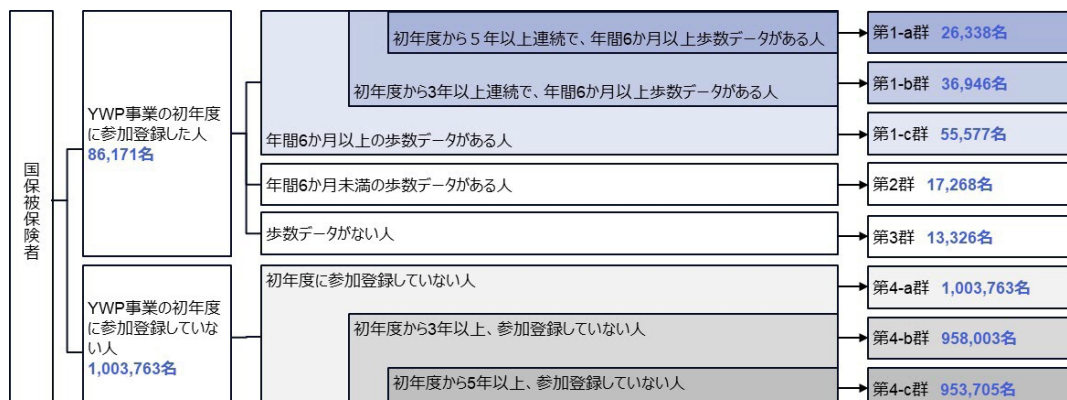 国保被保険者
YWP事業の初年度
に参加登録した人
86,171名
初年度から５年以上連続で、年間6か月以上歩数データがある人
第1-a群 26,338名
初年度から3年以上連続で、年間6か月以上歩数データがある人
第1-b群 36,946名
年間6か月以上の歩数データがある人
第1-c群 55,577名
年間6か月未満の歩数データがある人
第2群 17,268名
歩数データがない人
第3群 13,326名
YWP事業の初年度
に参加登録していな
い人
1,003,763名
初年度に参加登録していない人
第4-a群 1,003,763名
初年度から3年以上、参加登録していない人
第4-b群 958,003名
初年度から5年以上、参加登録していない人
第4-c群 953,705名